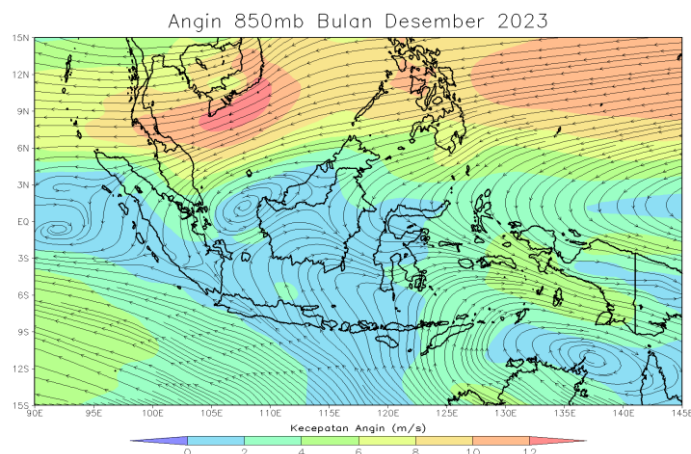 Angin 850mb Bulan Desember 2023
15N
12N
9N
6N
3N
EQ
3S
6S
9S
12S
15S
90E 95E 100E 105E 110E 115E 120E 125E 130E 135E 140E 145E
Kecepatan Angin (m/s)
0 2 4 6 8 10 12